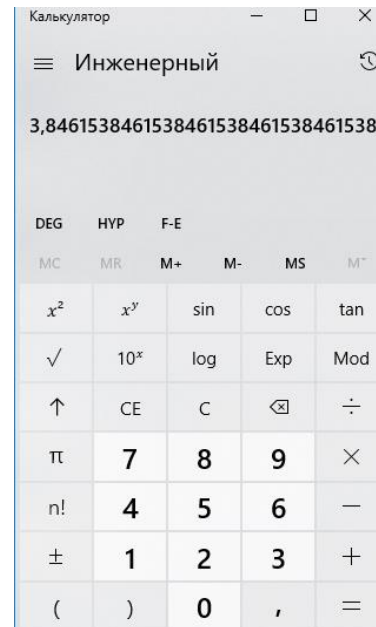 Калькулятор
Инженерный
3,8461538461538461538461538461538
DEG HYP F-E
MC MR M+ M- MS M˜
x² xʸ sin cos tan
√ 10ˣ log Exp Mod
↑ CE C ⌫ ÷
π 7 8 9 ×
n! 4 5 6 —
± 1 2 3 +
( ) 0 , =